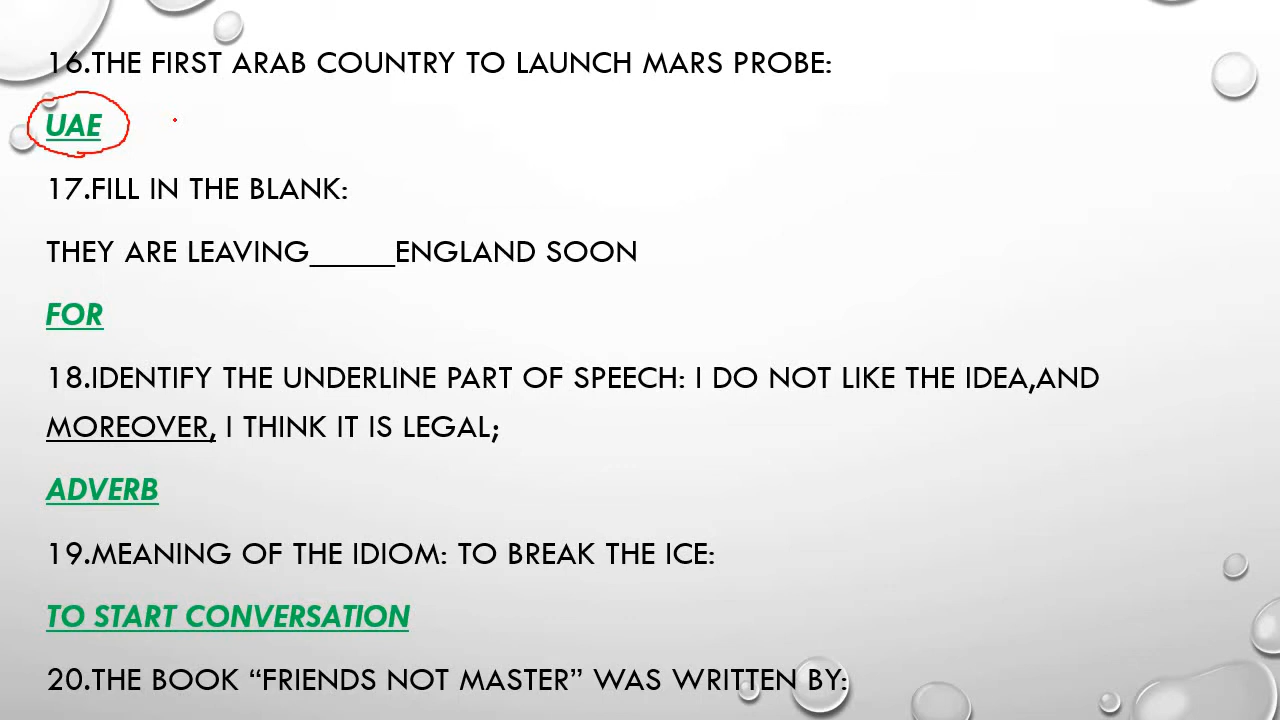 16.THE FIRST ARAB COUNTRY TO LAUNCH MARS PROBE:
UAE
17.FILL IN THE BLANK:
THEY ARE LEAVING______ENGLAND SOON
FOR
18.IDENTIFY THE UNDERLINE PART OF SPEECH: I DO NOT LIKE THE IDEA,AND
MOREOVER, I THINK IT IS LEGAL;
ADVERB
19.MEANING OF THE IDIOM: TO BREAK THE ICE:
TO START CONVERSATION
20.THE BOOK “FRIENDS NOT MASTER” WAS WRITTEN BY: